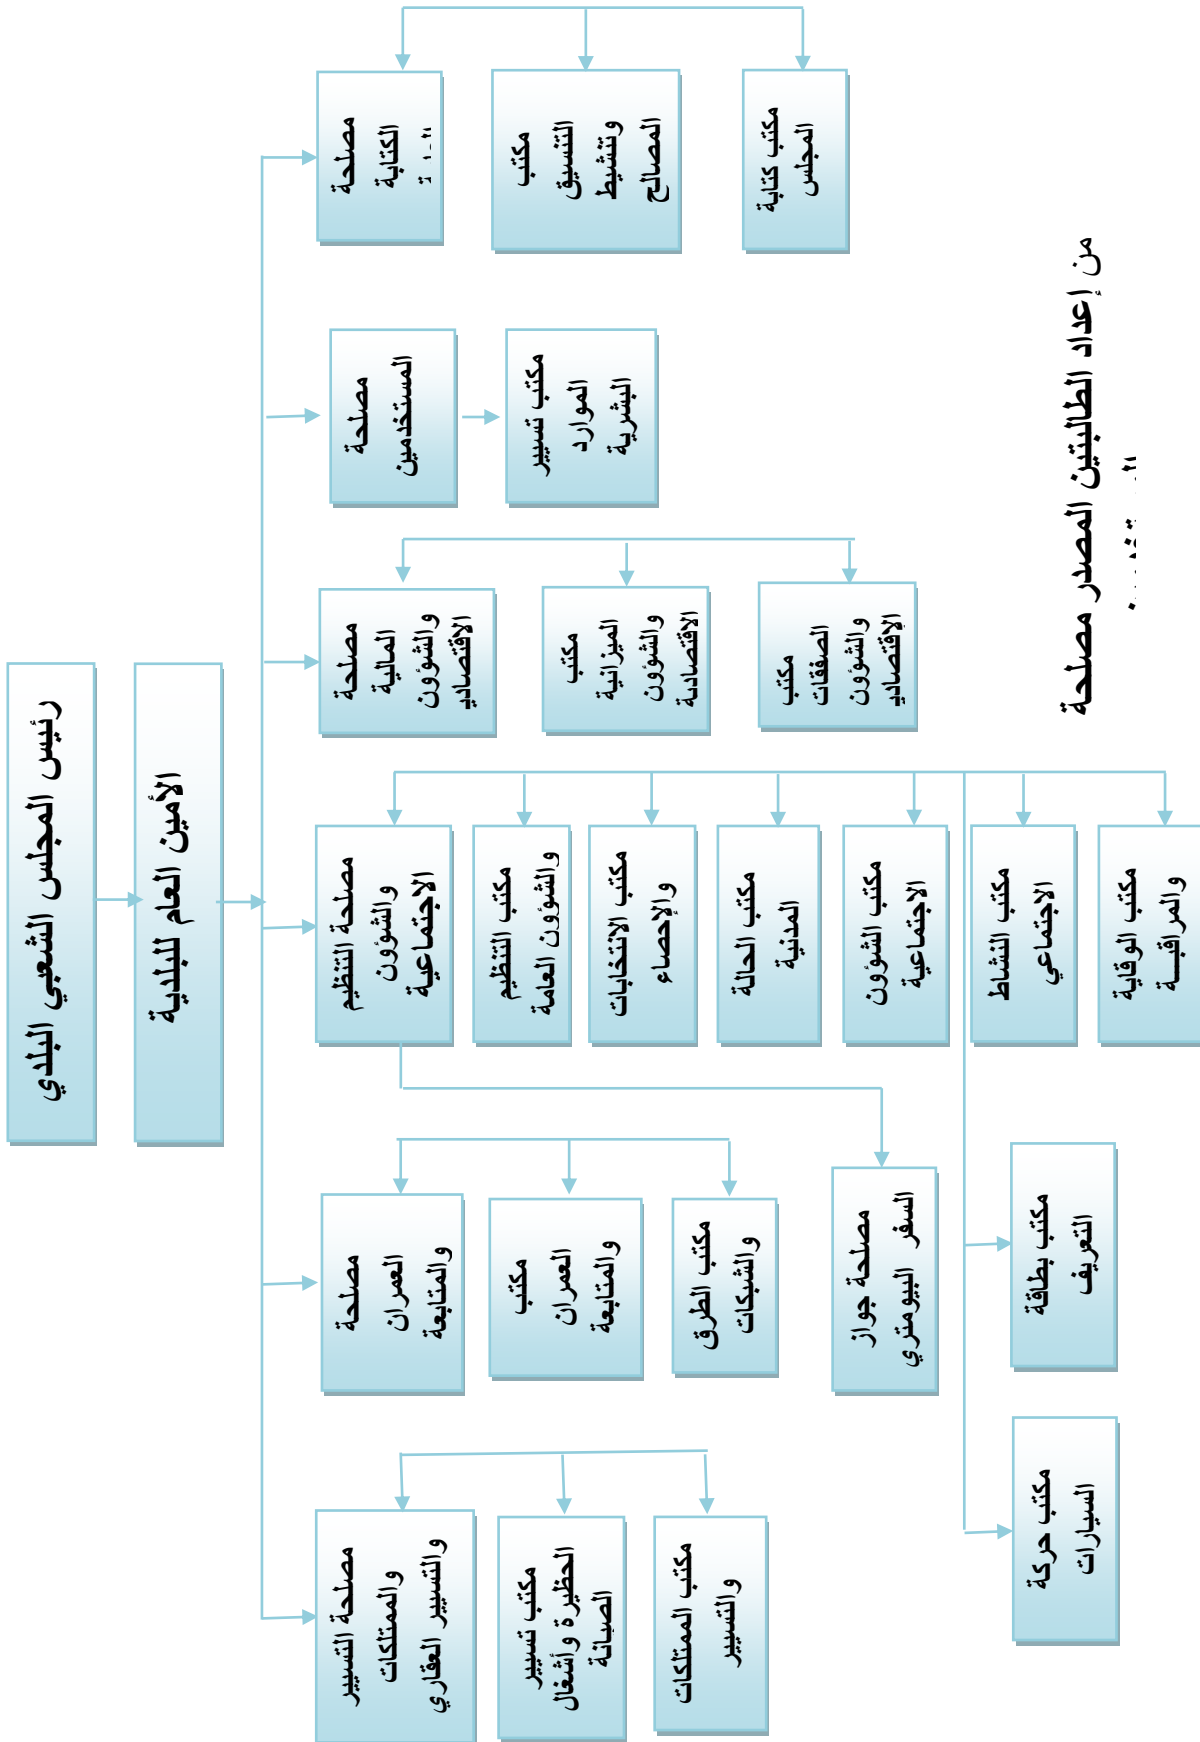 رئيس المجلس الشعبي البلدي
الأمين العام للبلدية
مصلحة
الكتابة
مكتب
التنسيق
وتنشيط
المصالح
مكتب كتابة
المجلس
مصلحة
المستخدمين
مكتب تسيير
الموارد
البشرية
مصلحة
المالية
والشؤون
مكتب
الميزانية
والشؤون
الاقتصادية
مكتب
الصفقات
والشؤون
مصلحة التنظيم
والشؤون
الاجتماعية
مكتب التنظيم
والشؤون العامة
مكتب الانتخابات
والإحصاء
مكتب الحالة
المدنية
مكتب الشؤون
الاجتماعية
مكتب النشاط
الاجتماعي
مكتب الوقاية
والمراقبـــة
مصلحة
العمران
والمتابعة
مكتب
العمران
والمتابعة
مكتب الطرق
والشبكات
مصلحة جواز
السفر البيومتري
مكتب بطاقة
التعريف
مكتب حركة
السيارات
مصلحة التسيير
والممتلكات
والتسيير العقاري
مكتب تسيير
الحظيرة وأشغال
الصيانة
مكتب الممتلكات
والتسيير
من إعداد الطالبتين المصدر مصلحة